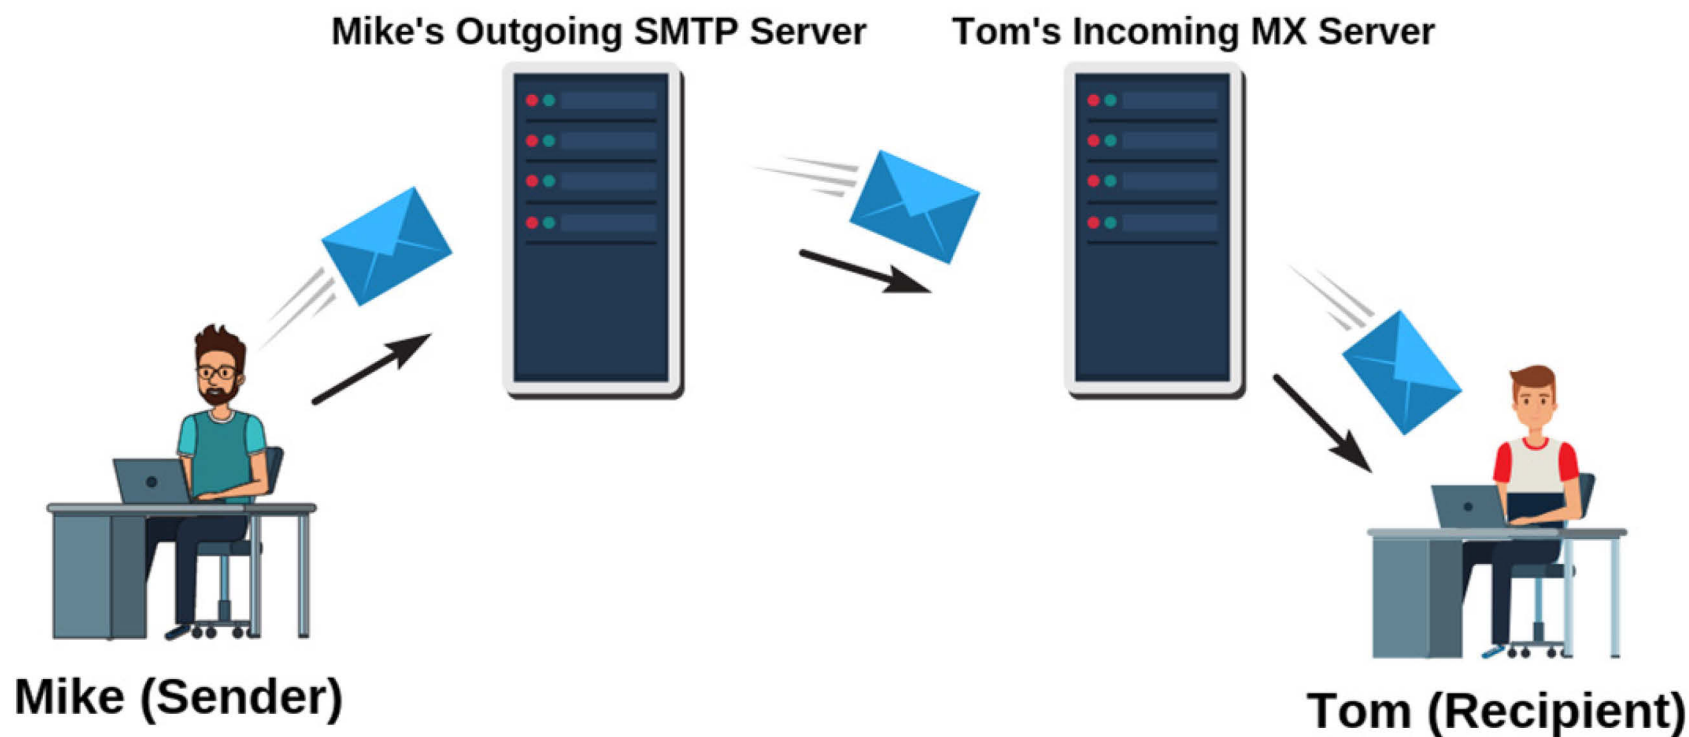 Mike's Outgoing SMTP Server
Tom's Incoming MX Server
Mike (Sender)
Tom (Recipient)